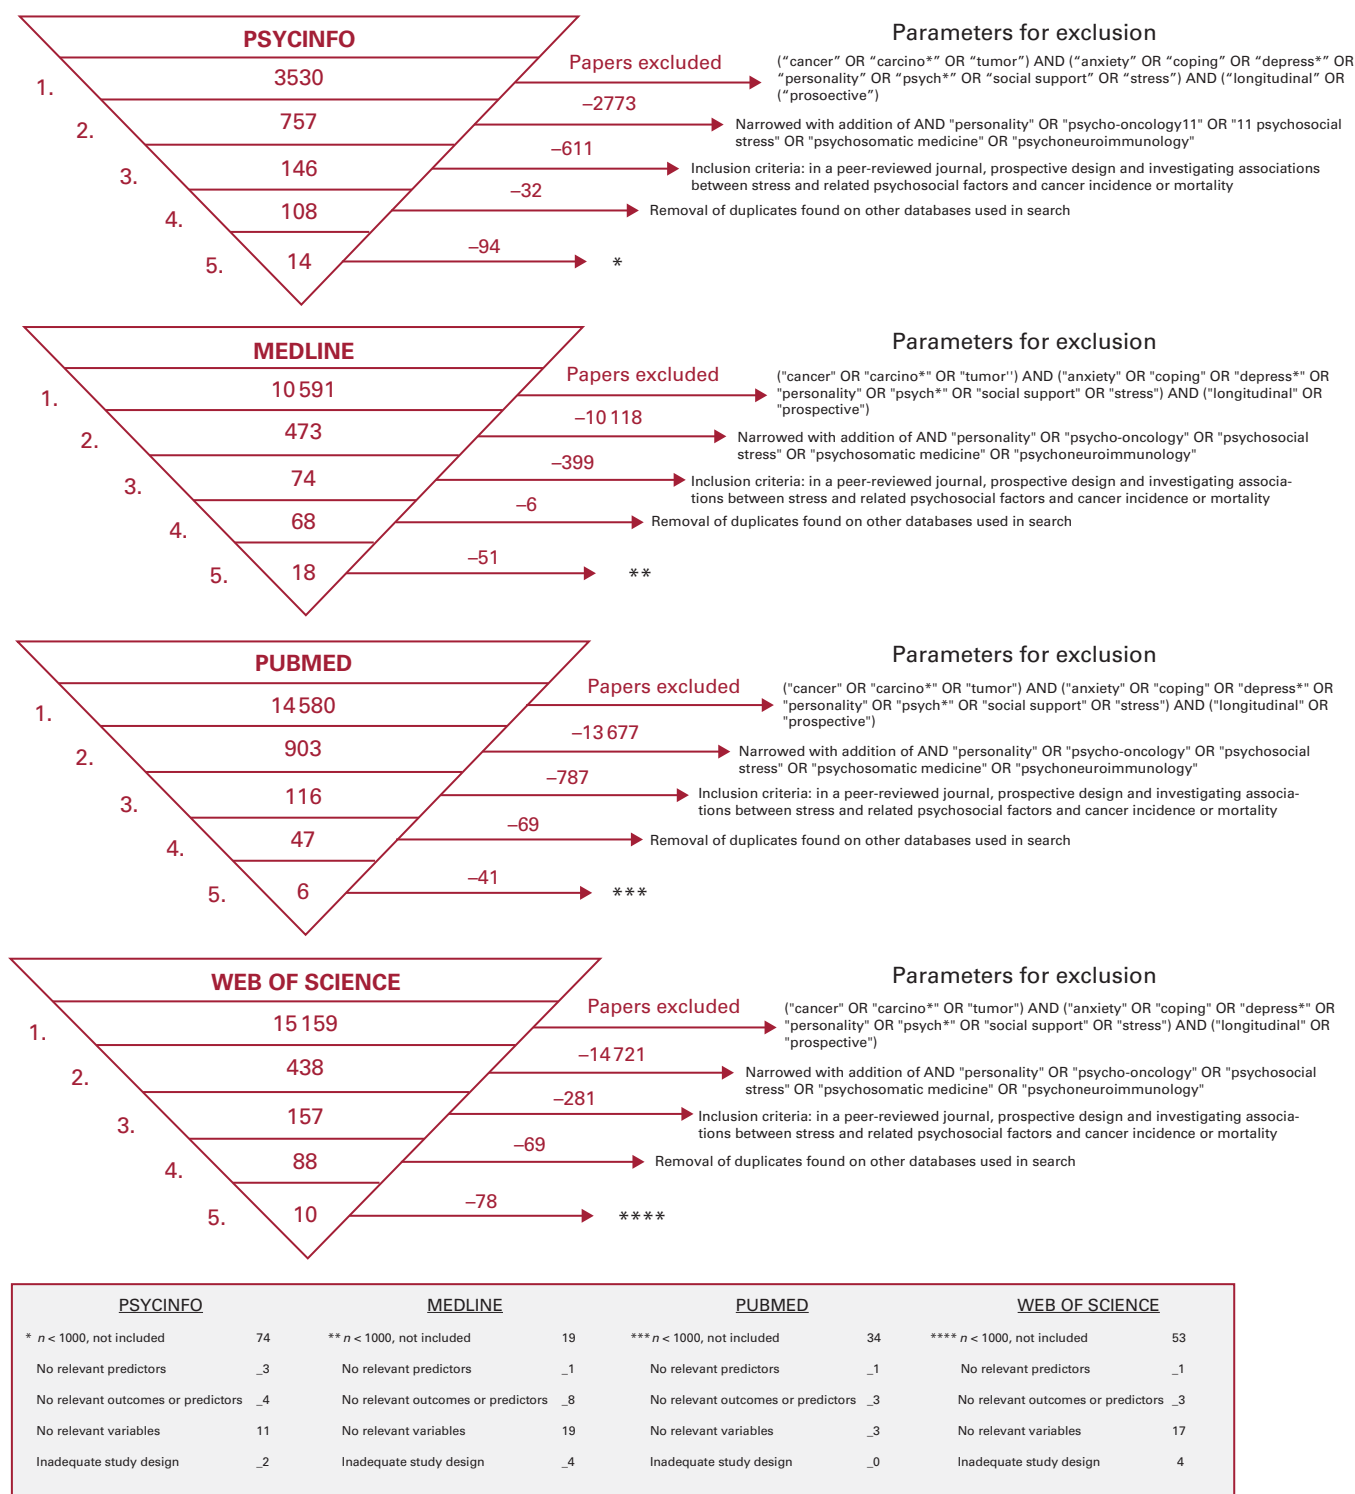 PSYCINFO
Parameters for exclusion
Papers excluded
1.
3530
(“cancer” OR “carcino*” OR “tumor”) AND (“anxiety” OR “coping” OR “depress*” OR
“personality” OR “psych*” OR “social support” OR “stress”) AND (“longitudinal” OR
(“prosoective”)
–2773
2.
757
Narrowed with addition of AND "personality" OR "psycho-oncology11" OR "11 psychosocial
stress" OR "psychosomatic medicine" OR "psychoneuroimmunology"
–611
3.
146
Inclusion criteria: in a peer-reviewed journal, prospective design and investigating associations
between stress and related psychosocial factors and cancer incidence or mortality
–32
4.
108
Removal of duplicates found on other databases used in search
–94
5.
14
*
MEDLINE
Parameters for exclusion
Papers excluded
1.
10 591
("cancer" OR "carcino*" OR "tumor'') AND ("anxiety" OR "coping" OR "depress*" OR
"personality" OR "psych*" OR "social support" OR "stress") AND ("longitudinal" OR
"prospective")
–10 118
2.
473
Narrowed with addition of AND "personality" OR "psycho-oncology" OR "psychosocial
stress" OR "psychosomatic medicine" OR "psychoneuroimmunology"
–399
3.
74
Inclusion criteria: in a peer-reviewed journal, prospective design and investigating associa-
tions between stress and related psychosocial factors and cancer incidence or mortality
–6
4.
68
Removal of duplicates found on other databases used in search
–51
5.
18
**
PUBMED
Parameters for exclusion
Papers excluded
1.
14 580
("cancer" OR "carcino*" OR "tumor") AND ("anxiety" OR "coping" OR "depress*" OR
"personality" OR "psych*" OR "social support" OR "stress") AND ("longitudinal" OR
"prospective")
–13 677
2.
903
Narrowed with addition of AND "personality" OR "psycho-oncology" OR "psychosocial
stress" OR "psychosomatic medicine" OR "psychoneuroimmunology"
–787
3.
116
Inclusion criteria: in a peer-reviewed journal, prospective design and investigating associa-
tions between stress and related psychosocial factors and cancer incidence or mortality
–69
4.
47
Removal of duplicates found on other databases used in search
–41
5.
6
***
WEB OF SCIENCE
Parameters for exclusion
Papers excluded
1.
15 159
("cancer" OR "carcino*" OR "tumor") AND ("anxiety" OR "coping" OR "depress*" OR
"personality" OR "psych*" OR "social support" OR "stress") AND ("longitudinal" OR
"prospective")
–14 721
2.
438
Narrowed with addition of AND "personality" OR "psycho-oncology" OR "psychosocial
stress" OR "psychosomatic medicine" OR "psychoneuroimmunology"
–281
3.
157
Inclusion criteria: in a peer-reviewed journal, prospective design and investigating associa-
tions between stress and related psychosocial factors and cancer incidence or mortality
–69
4.
88
Removal of duplicates found on other databases used in search
–78
5.
10
****
PSYCINFO MEDLINE PUBMED WEB OF SCIENCE
* n < 1000, not included 74 ** n < 1000, not included 19 *** n < 1000, not included 34 **** n < 1000, not included 53
No relevant predictors _3 No relevant predictors _1 No relevant predictors _1 No relevant predictors _1
No relevant outcomes or predictors _4 No relevant outcomes or predictors _8 No relevant outcomes or predictors _3 No relevant outcomes or predictors _3
No relevant variables 11 No relevant variables 19 No relevant variables _3 No relevant variables 17
Inadequate study design _2 Inadequate study design _4 Inadequate study design _0 Inadequate study design 4